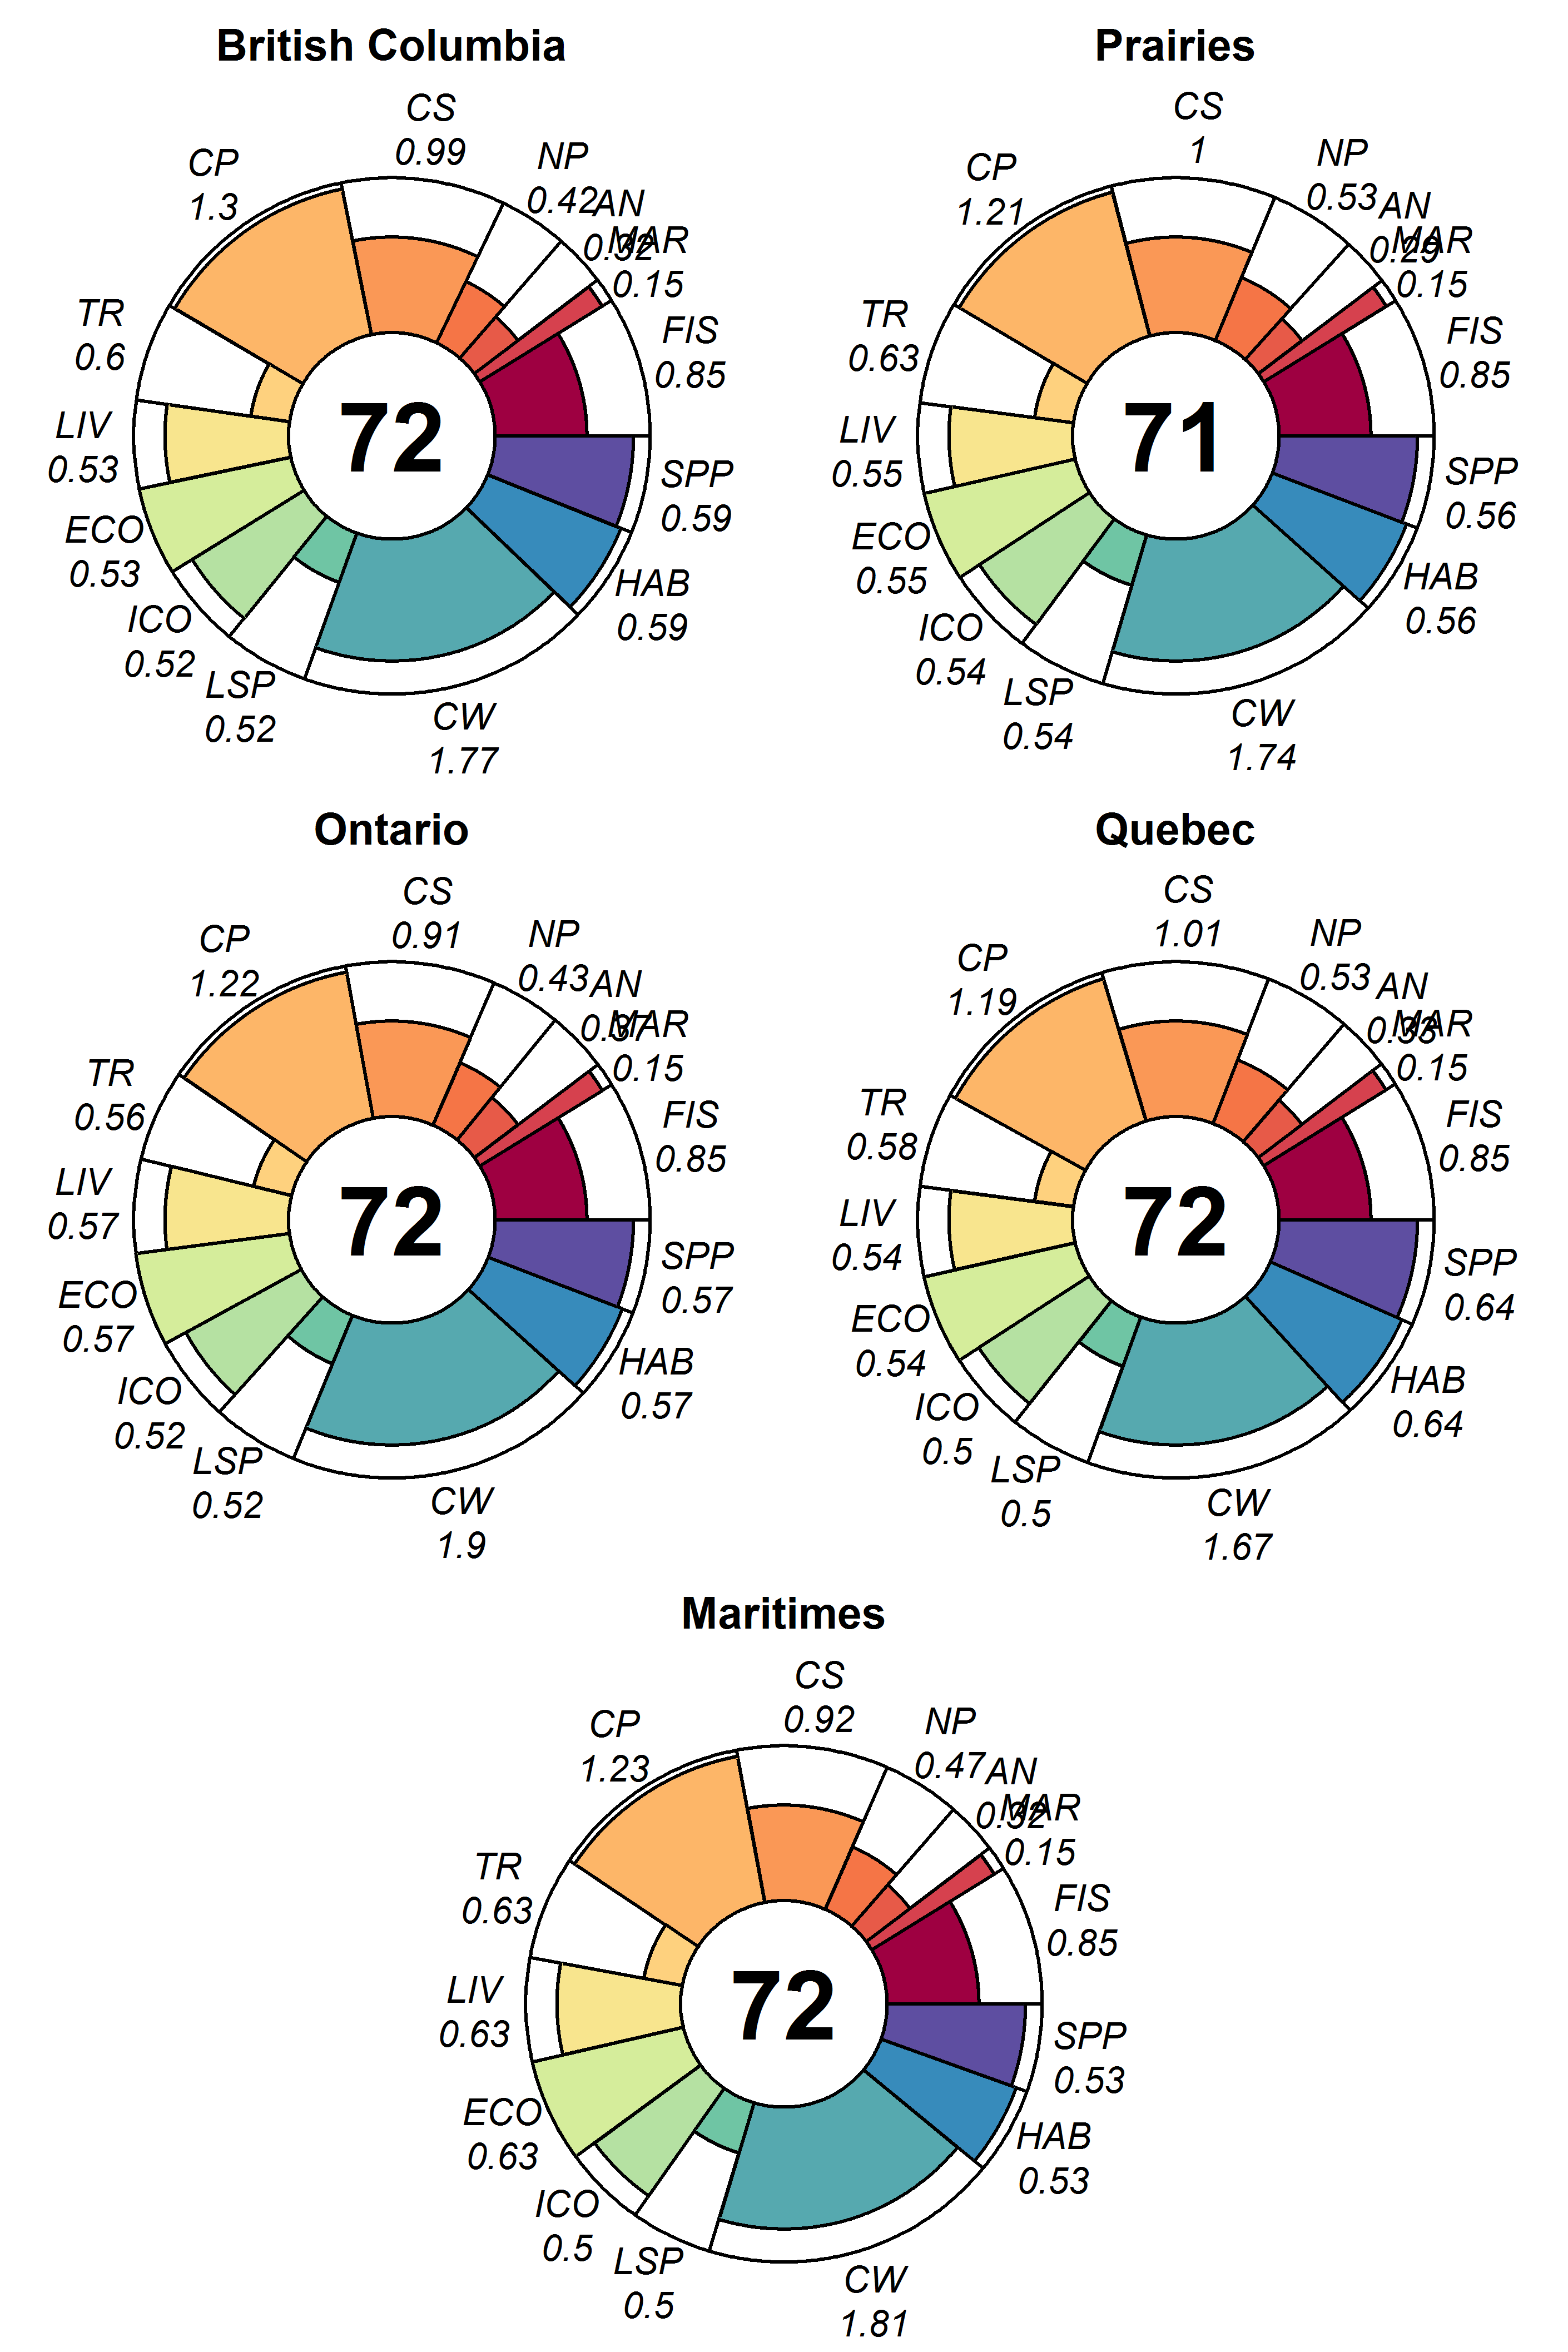 British Columbia
CS
0.99
NP
0.42
AN
0.32
MAR
0.15
FIS
0.85
CP
1.3
TR
0.6
LIV
0.53
72
ECO
0.53
ICO
0.52
LSP
0.52
CW
1.77
HAB
0.59
SPP
0.59
Prairies
CS
1
NP
0.53
AN
0.29
MAR
0.15
FIS
0.85
CP
1.21
TR
0.63
LIV
0.55
71
ECO
0.55
ICO
0.54
LSP
0.54
CW
1.74
HAB
0.56
SPP
0.56
Ontario
CS
0.91
NP
0.43
AN
0.37
MAR
0.15
FIS
0.85
CP
1.22
TR
0.56
LIV
0.57
72
ECO
0.57
ICO
0.52
LSP
0.52
CW
1.9
HAB
0.57
SPP
0.57
Quebec
CS
1.01
NP
0.53
AN
0.33
MAR
0.15
FIS
0.85
CP
1.19
TR
0.58
LIV
0.54
72
ECO
0.54
ICO
0.5
LSP
0.5
CW
1.67
HAB
0.64
SPP
0.64
Maritimes
CS
0.92
NP
0.47
AN
0.32
MAR
0.15
FIS
0.85
CP
1.23
TR
0.63
LIV
0.63
72
ECO
0.63
ICO
0.5
LSP
0.5
CW
1.81
HAB
0.53
SPP
0.53